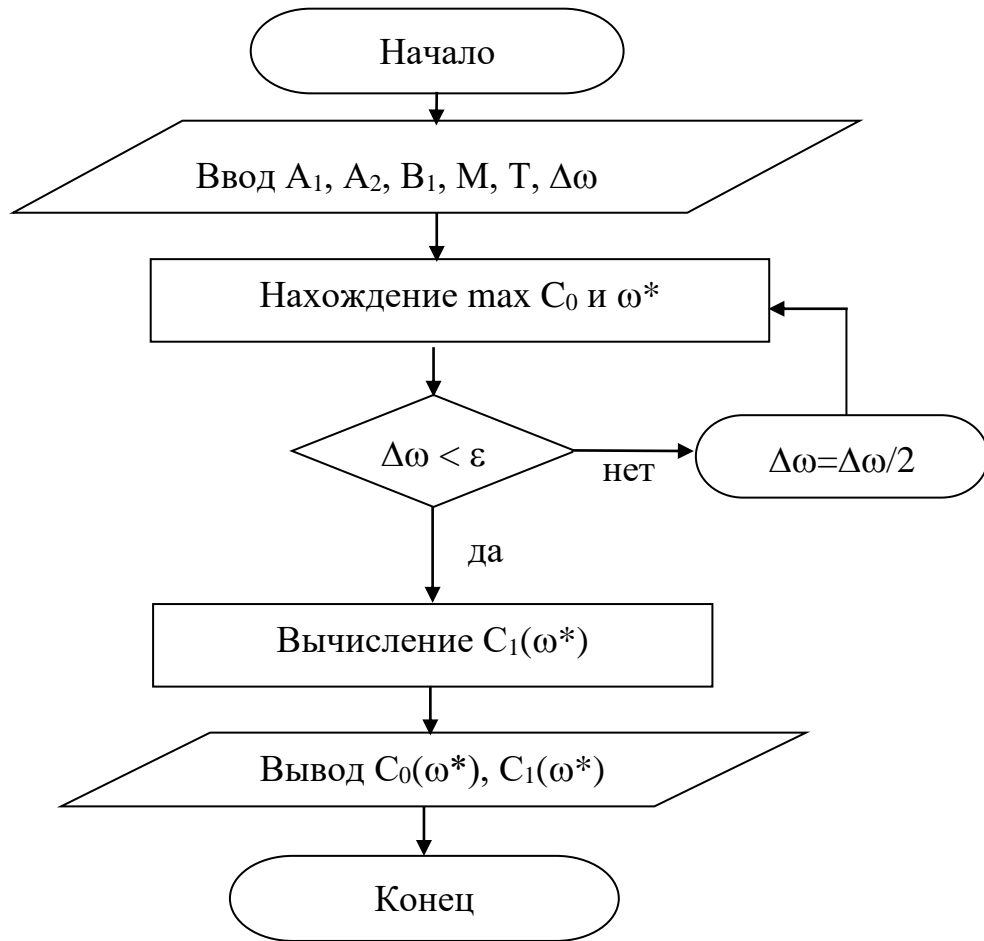 Начало
Ввод A₁, A₂, B₁, M, T, Δω
Нахождение max C₀ и ω*
Δω < ε
нет
Δω=Δω/2
да
Вычисление C₁(ω*)
Вывод C₀(ω*), C₁(ω*)
Конец